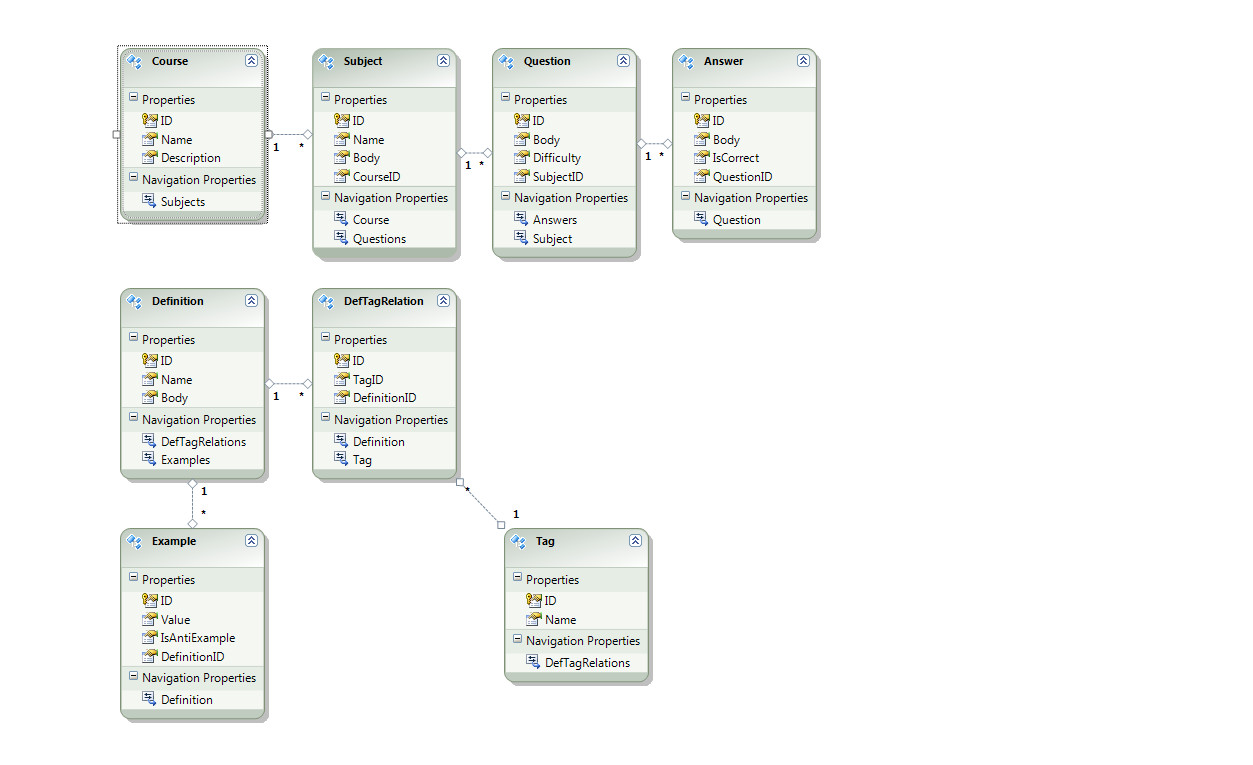 Course
Properties
ID
Name
Description
Navigation Properties
Subjects
1
*
Subject
Properties
ID
Name
Body
CourseID
Navigation Properties
Course
Questions
1
*
Question
Properties
ID
Body
Difficulty
SubjectID
Navigation Properties
Answers
Subject
1
*
Answer
Properties
ID
Body
IsCorrect
QuestionID
Navigation Properties
Question
Definition
Properties
ID
Name
Body
Navigation Properties
DefTagRelations
Examples
1
*
DefTagRelation
Properties
ID
TagID
DefinitionID
Navigation Properties
Definition
Tag
1
*
*
1
Example
Properties
ID
Value
IsAntiExample
DefinitionID
Navigation Properties
Definition
Tag
Properties
ID
Name
Navigation Properties
DefTagRelations